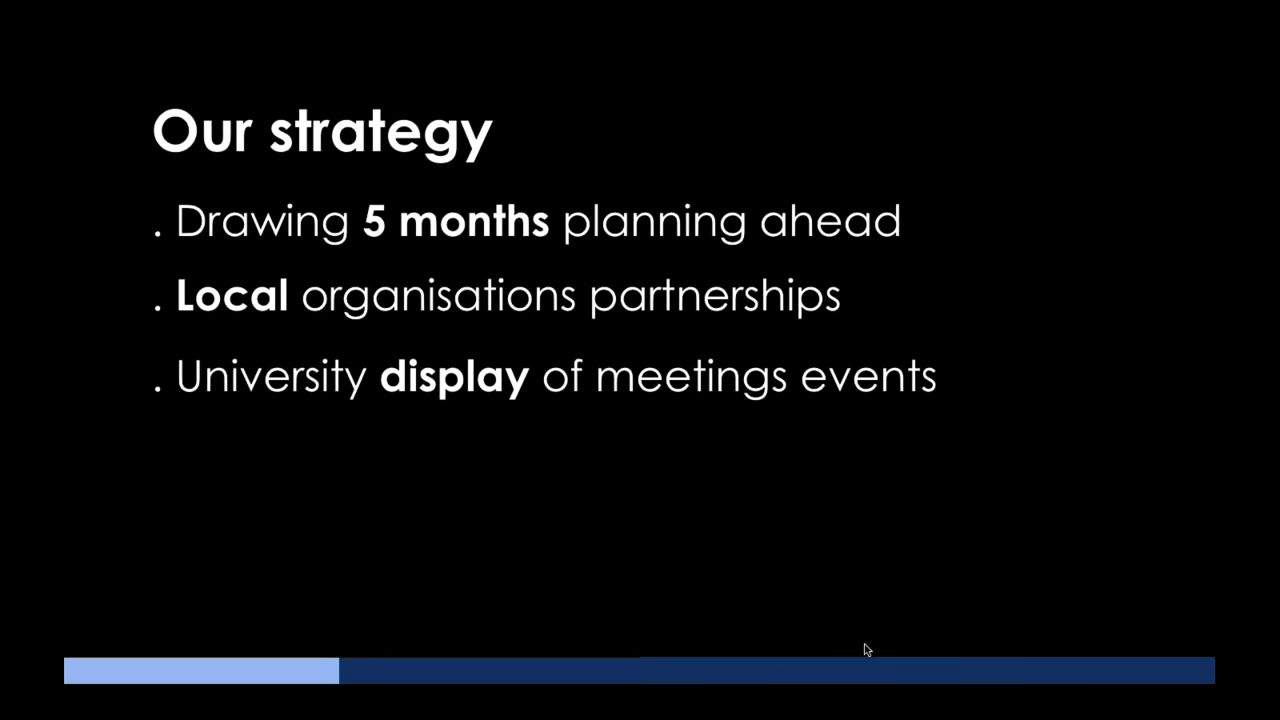 Our strategy
. Drawing 5 months planning ahead
. Local organisations partnerships
. University display of meetings events